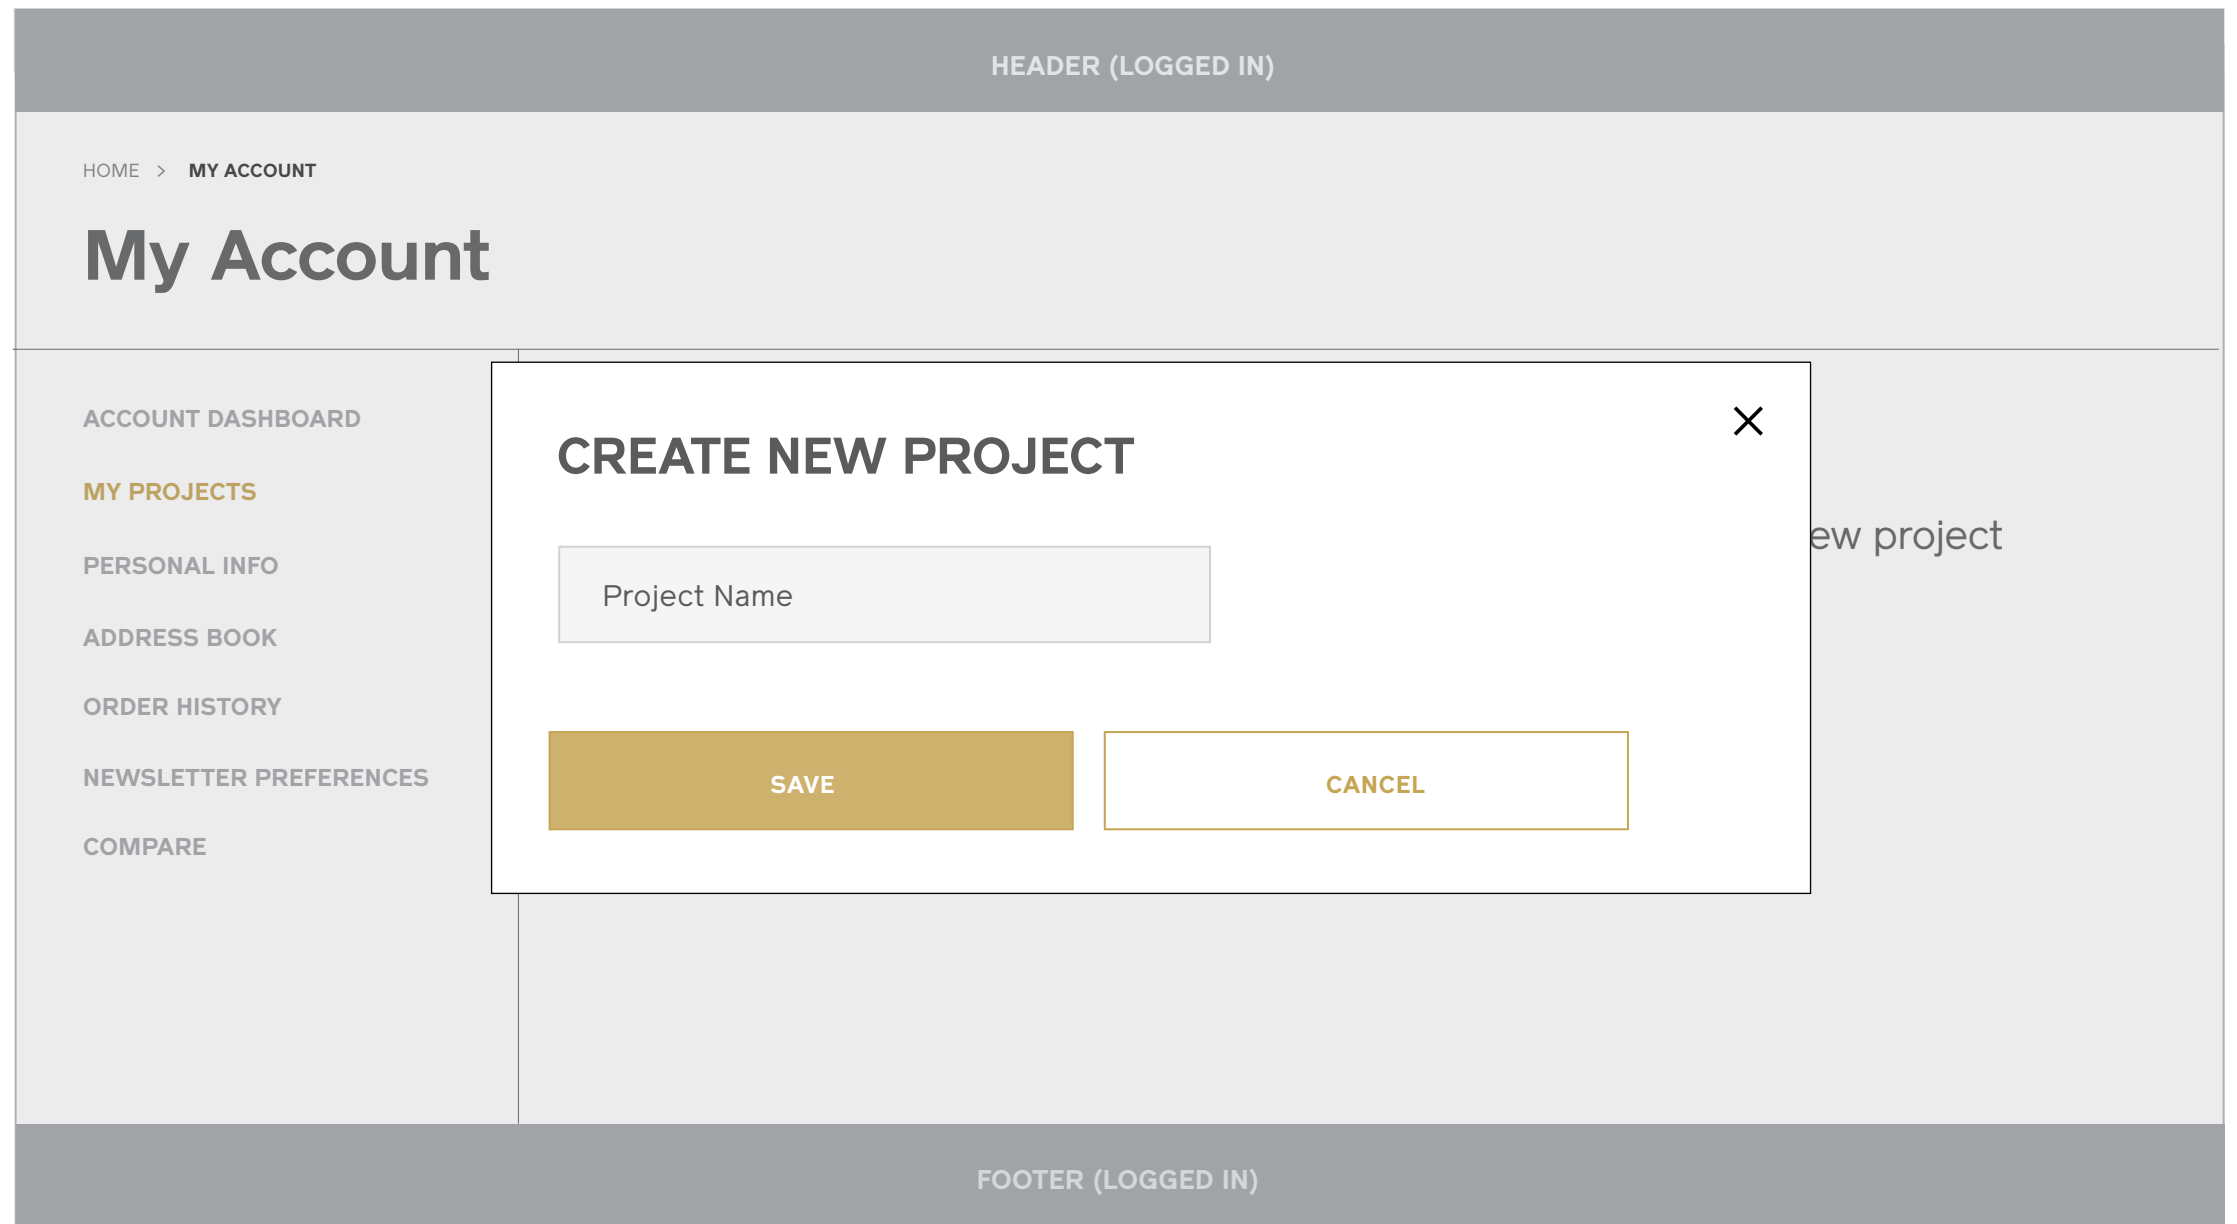 HEADER (LOGGED IN)
HOME > MY ACCOUNT
My Account
ACCOUNT DASHBOARD
MY PROJECTS
PERSONAL INFO
ADDRESS BOOK
ORDER HISTORY
NEWSLETTER PREFERENCES
COMPARE
CREATE NEW PROJECT
Project Name
SAVE
CANCEL
ew project
FOOTER (LOGGED IN)